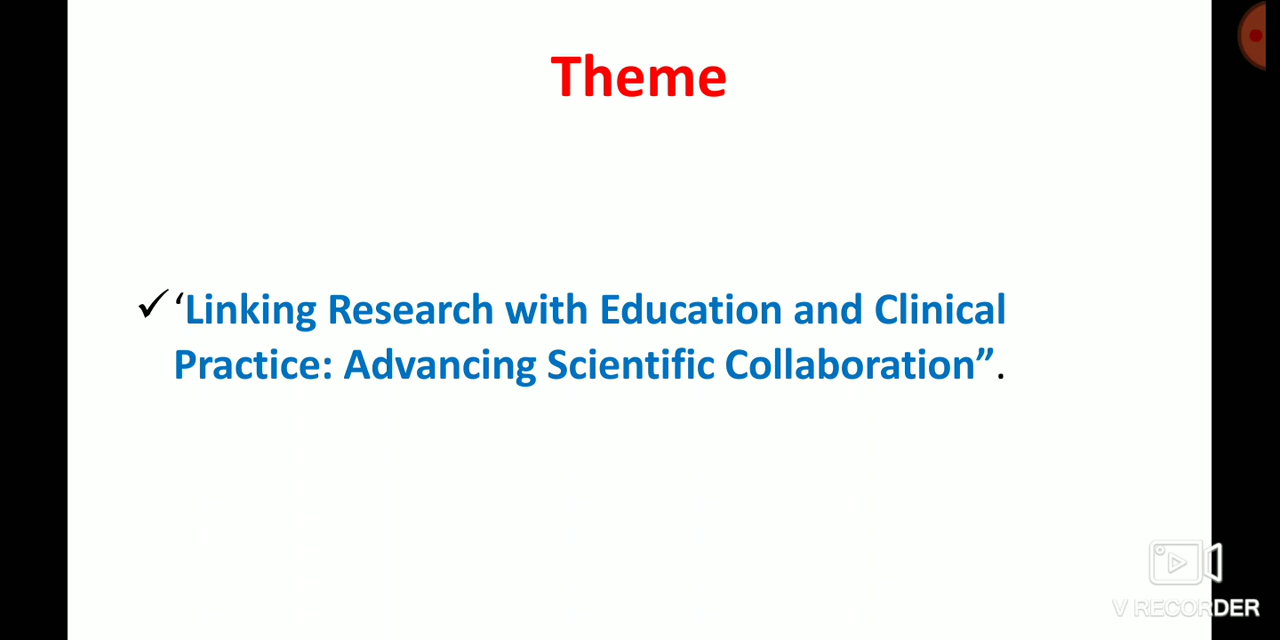 Theme
✓ ‘Linking Research with Education and Clinical
Practice: Advancing Scientific Collaboration”.
V RECORDER